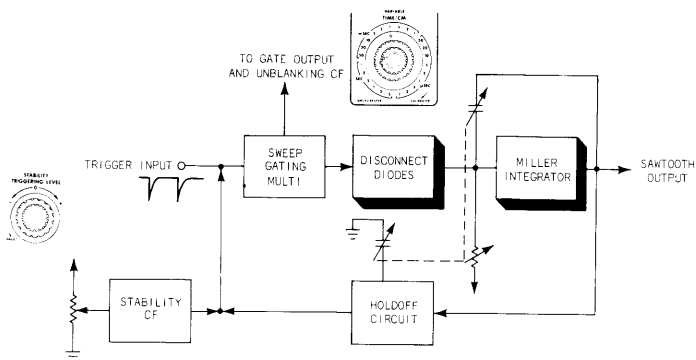 VARIABLE
TIME/CM
TO GATE OUTPUT
AND UNBLANKING CF
TRIGGER INPUT
SWEEP
GATING
MULTI
DISCONNECT
DIODES
MILLER
INTEGRATOR
SAWTOOTH
OUTPUT
STABILITY
TRIGGERING LEVEL
STABILITY
CF
HOLDOFF
CIRCUIT